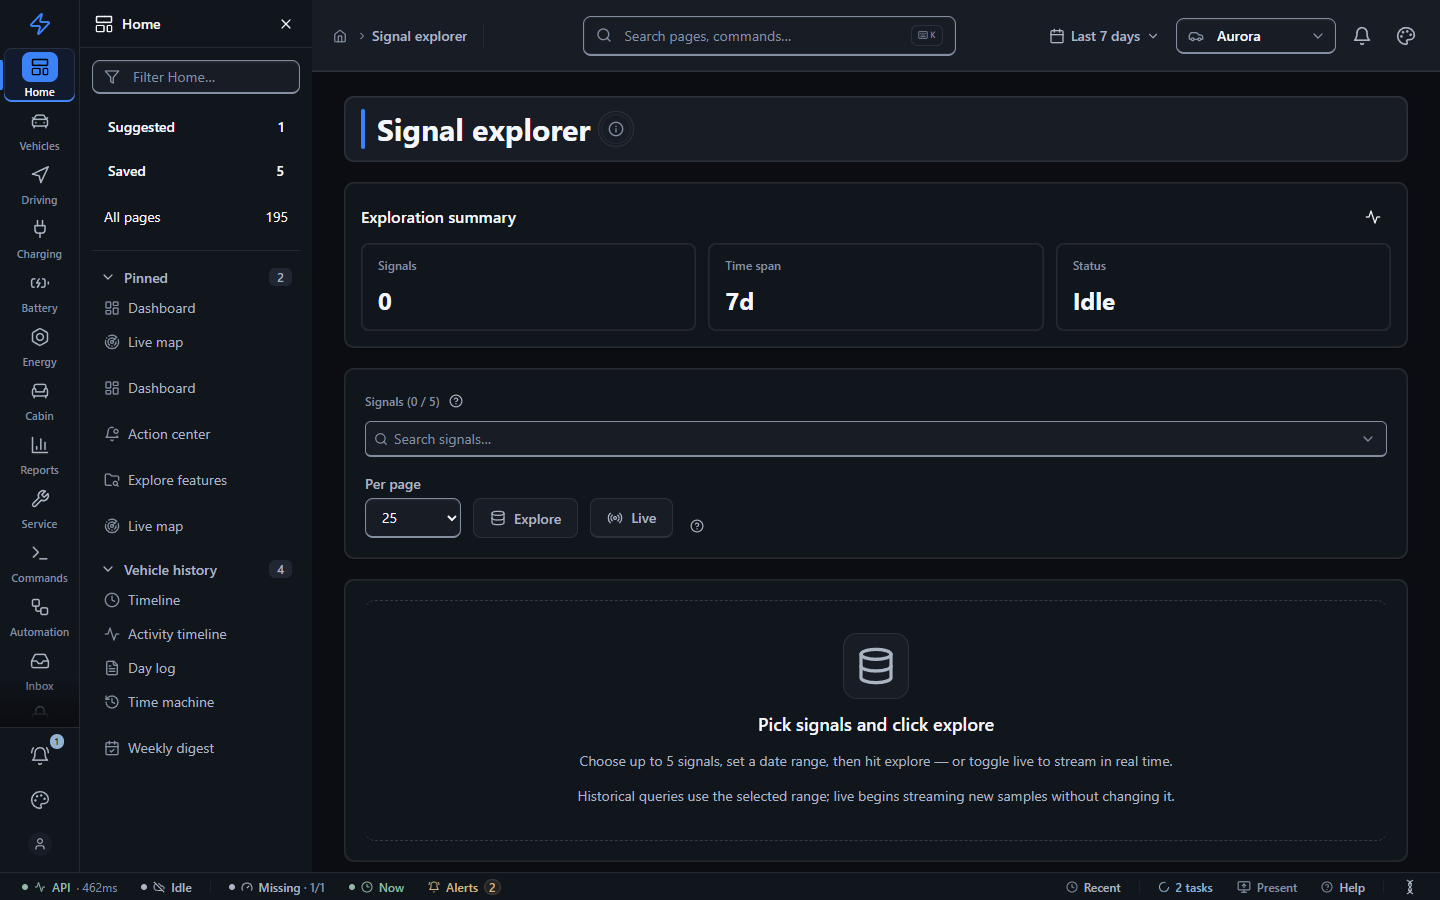 Home
Signal explorer
Search pages, commands...
K
Last 7 days
Aurora
Home
Vehicles
Driving
Charging
Battery
Energy
Cabin
Reports
Service
Commands
Automation
Inbox
1
Filter Home...
Suggested 1
Saved 5
All pages 195
Pinned 2
Dashboard
Live map
Dashboard
Action center
Explore features
Live map
Vehicle history 4
Timeline
Activity timeline
Day log
Time machine
Weekly digest
Signal explorer
Exploration summary
Signals
0
Time span
7d
Status
Idle
Signals (0 / 5)
Search signals...
Per page
25
Explore
Live
Pick signals and click explore
Choose up to 5 signals, set a date range, then hit explore — or toggle live to stream in real time.
Historical queries use the selected range; live begins streaming new samples without changing it.
API · 462ms
Idle
Missing · 1/1
Now
Alerts 2
Recent
2 tasks
Present
Help